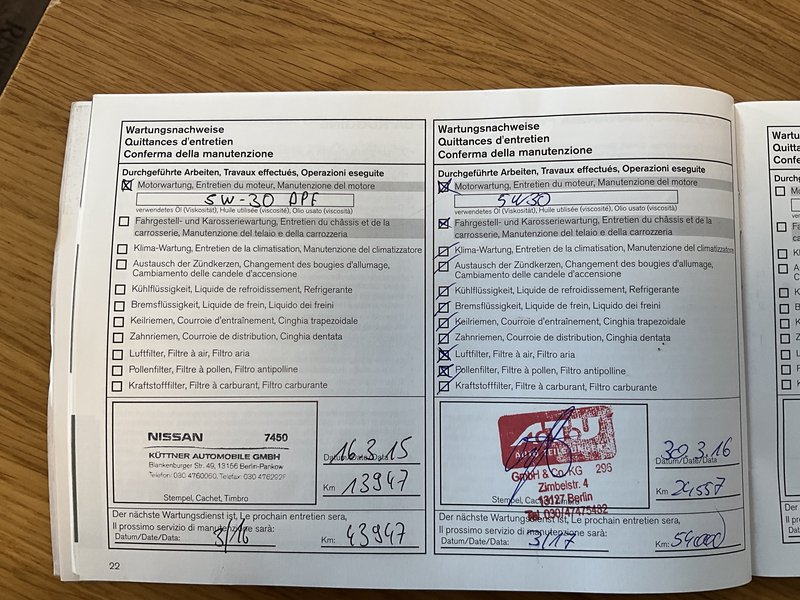 Wartungsnachweise
Quittances d'entretien
Conferma della manutenzione
Durchgeführte Arbeiten, Travaux effectués, Operazioni eseguite
Motorwartung, Entretien du moteur, Manutenzione del motore
5W-30 DPF
verwendetes Öl (Viskosität), Huile utilisée (viscosité), Olio usato (viscosità)
Fahrgestell- und Karosseriewartung, Entretien du châssis et de la
carrosserie, Manutenzione del telaio e della carrozzeria
Klima-Wartung, Entretien de la climatisation, Manutenzione del climatizzatore
Austausch der Zündkerzen, Changement des bougies d'allumage,
Cambiamento delle candele d'accensione
Kühlflüssigkeit, Liquide de refroidissement, Refrigerante
Bremsflüssigkeit, Liquide de frein, Liquido dei freini
Keilriemen, Courroie d'entraînement, Cinghia trapezoidale
Zahnriemen, Courroie de distribution, Cinghia dentata
Luftfilter, Filtre à air, Filtro aria
Pollenfilter, Filtre à pollen, Filtro antipolline
Kraftstofffilter, Filtre à carburant, Filtro carburante
NISSAN 7450
KÜTTNER AUTOMOBILE GMBH
Blankenburger Str. 49, 13156 Berlin-Pankow
Telefon: 030 4760050, Telefax: 030
Stempel, Cachet, Timbro
16.3.15
Datum/Date/Data
Km 13947
Der nächste Wartungsdienst ist, Le prochain entretien sera,
Il prossimo servizio di manutenzione sarà:
Datum/Date/Data: 3/16 Km: 43947
22
Wartungsnachweise
Quittances d'entretien
Conferma della manutenzione
Durchgeführte Arbeiten, Travaux effectués, Operazioni eseguite
Motorwartung, Entretien du moteur, Manutenzione del motore
5W30
verwendetes Öl (Viskosität), Huile utilisée (viscosité), Olio usato (viscosità)
Fahrgestell- und Karosseriewartung, Entretien du châssis et de la
carrosserie, Manutenzione del telaio e della carrozzeria
Klima-Wartung, Entretien de la climatisation, Manutenzione del climatizzatore
Austausch der Zündkerzen, Changement des bougies d'allumage,
Cambiamento delle candele d'accensione
Kühlflüssigkeit, Liquide de refroidissement, Refrigerante
Bremsflüssigkeit, Liquide de frein, Liquido dei freini
Keilriemen, Courroie d'entraînement, Cinghia trapezoidale
Zahnriemen, Courroie de distribution, Cinghia dentata
Luftfilter, Filtre à air, Filtro aria
Pollenfilter, Filtre à pollen, Filtro antipolline
Kraftstofffilter, Filtre à carburant, Filtro carburante
AUTO TEILE UNGER
GmbH & Co. KG 295
Zimbelstr. 4
13127 Berlin
Tel. 030/47475482
Stempel, Cachet, Timbro
30.3.16
Datum/Date/Data
Km 24557
Der nächste Wartungsdienst ist, Le prochain entretien sera,
Il prossimo servizio di manutenzione sarà:
Datum/Date/Data: 3/17 Km: 54000